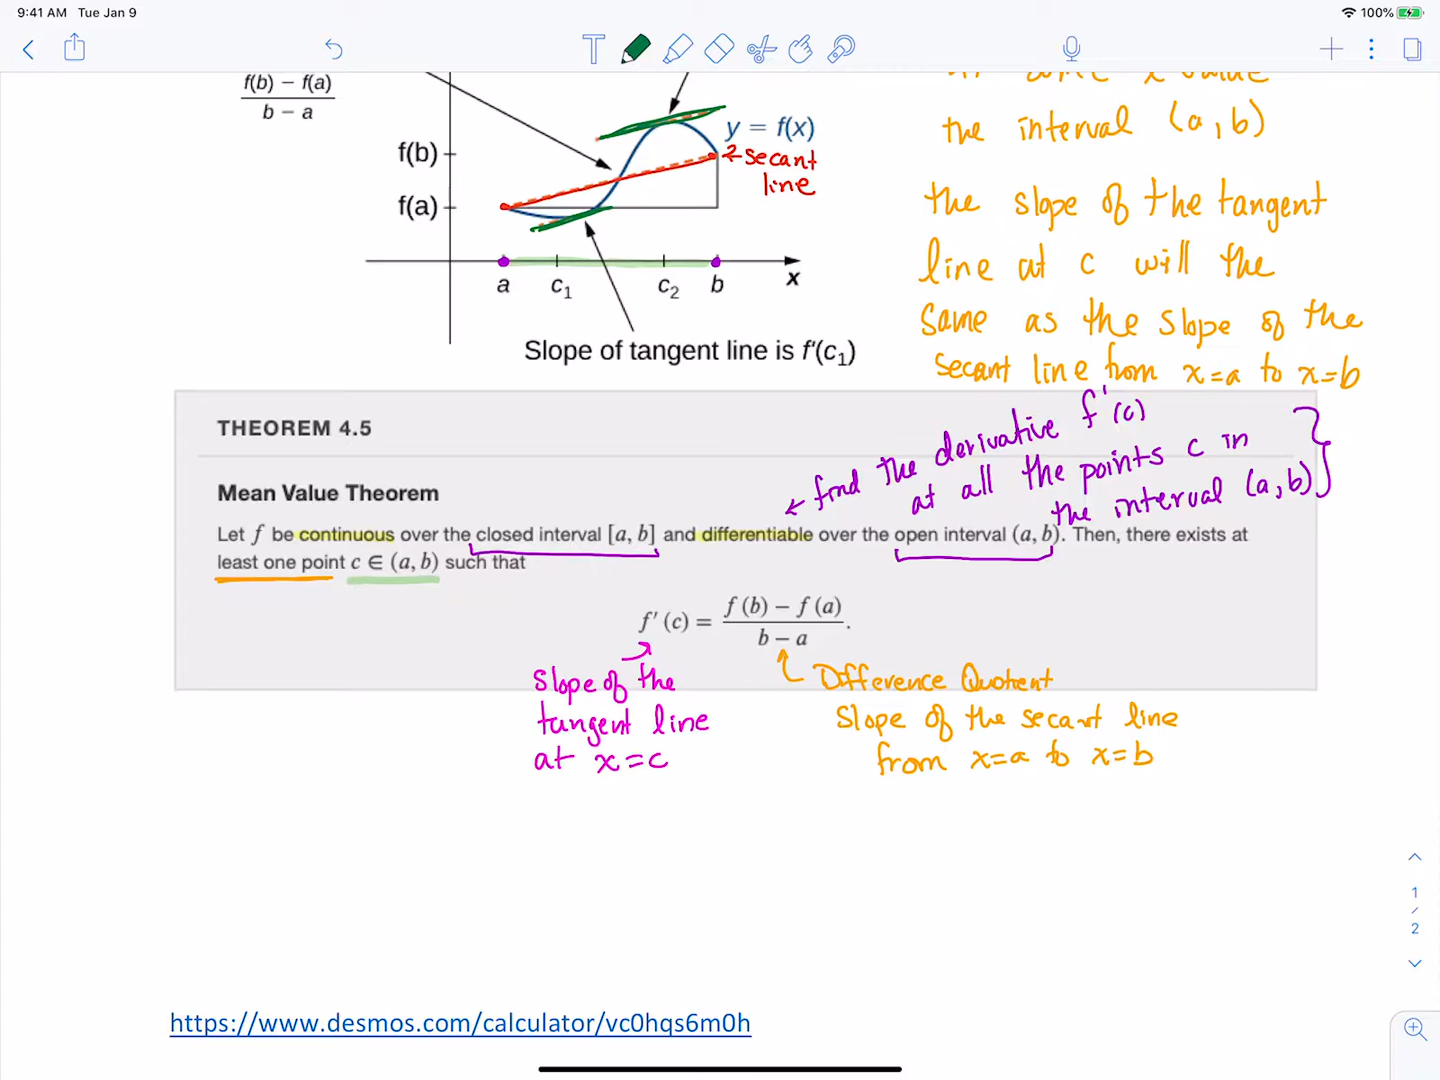 9:41 AM Tue Jan 9
100%
f(b) – f(a)
b – a
the interval (a,b)
y = f(x)
f(b)
secant
line
f(a)
the slope of the tangent
line at c will the
same as the slope of the
secant line from x=a to x=b
a c1 c2 b x
Slope of tangent line is f'(c1)
THEOREM 4.5
find the derivative f'(c)
at all the points c in
the interval (a,b)
Mean Value Theorem
Let f be continuous over the closed interval [a, b] and differentiable over the open interval (a, b). Then, there exists at
least one point c ∈ (a, b) such that
f′ (c) = f (b) − f (a)
b − a .
Slope of the
tangent line
at x=c
Difference Quotient
Slope of the secant line
from x=a to x=b
1
/
2
https://www.desmos.com/calculator/vc0hqs6m0h